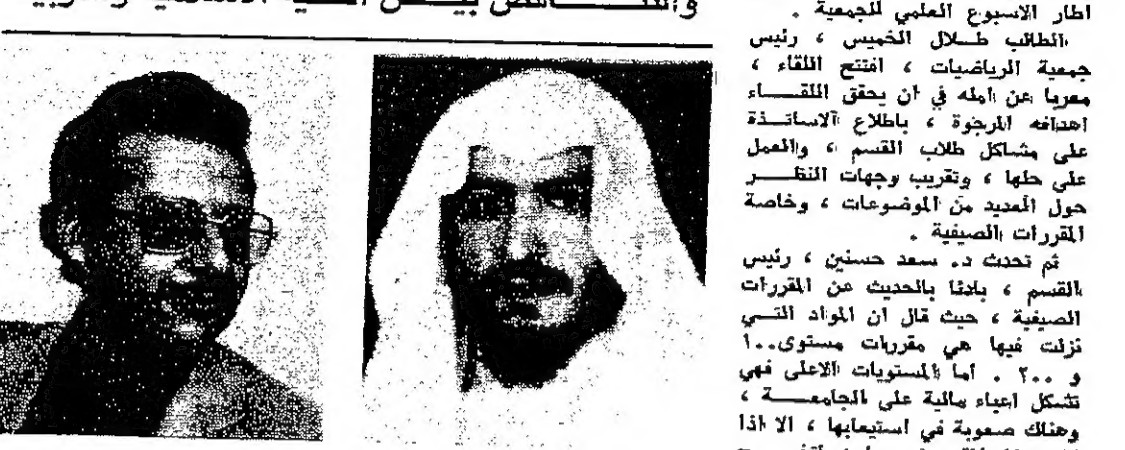 بيـــن
اطار الاسبوع العلمي للجمعية .
الطالب طـــلال الخميس ، رئيس
جمعية الرياضيات ، افتتح اللقاء ،
معربا عن امله في ان يحقق اللقـــاء
اهدافه المرجوة ، باطلاع الاساتـــذة
على مشاكل طلاب القسم ، والعمل
على حلها ، وتقريب وجهات النظـــر
حول العديد من الموضوعات ، وخاصة
المقررات الصيفية .
ثم تحدث د. سعد حسنين ، رئيس
القسم ، بادئا بالحديث عن المقررات
الصيفية ، حيث قال ان المواد التـــي
نزلت فيها هي مقررات مستوى ١٠٠
و ٢٠٠ . أما المستويات الاعلى فهي
تشكل اعباء مالية على الجامعـــة ،
وهناك صعوبة في استيعابها ، الا اذا